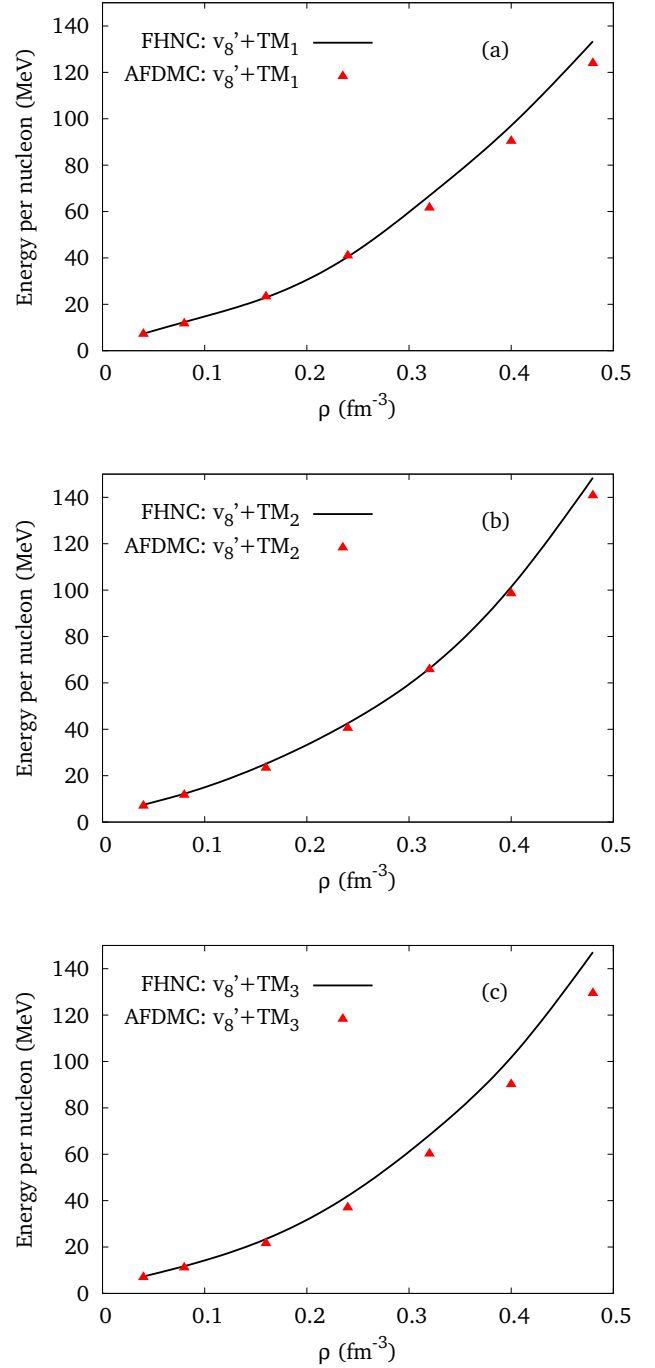 140
120
100
80
60
40
20
0
Energy per nucleon (MeV)
FHNC: v8’+TM1
AFDMC: v8’+TM1
(a)
0 0.1 0.2 0.3 0.4 0.5
ρ (fm-3)
140
120
100
80
60
40
20
0
Energy per nucleon (MeV)
FHNC: v8’+TM2
AFDMC: v8’+TM2
(b)
0 0.1 0.2 0.3 0.4 0.5
ρ (fm-3)
140
120
100
80
60
40
20
0
Energy per nucleon (MeV)
FHNC: v8’+TM3
AFDMC: v8’+TM3
(c)
0 0.1 0.2 0.3 0.4 0.5
ρ (fm-3)